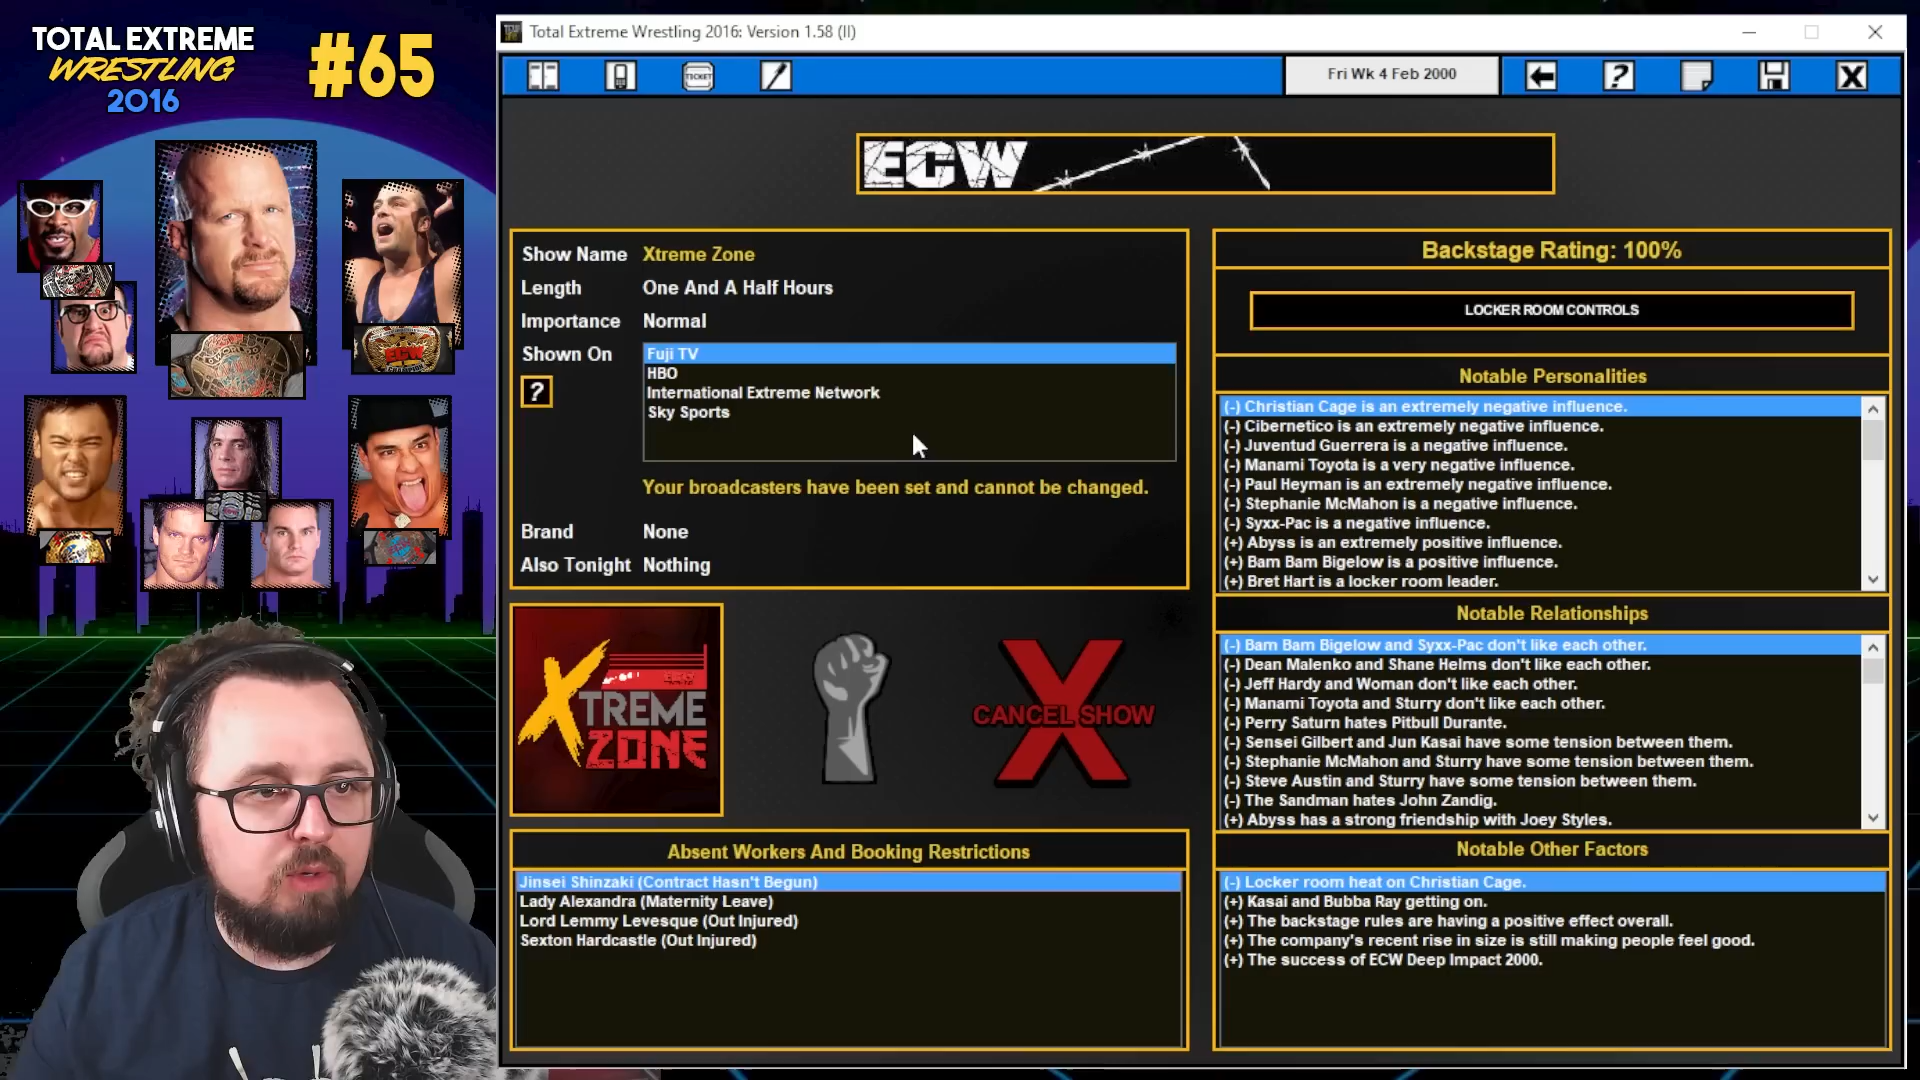 TOTAL EXTREME
WRESTLING
2016
#65
Total Extreme Wrestling 2016: Version 1.58 (II)
TICKET
Fri Wk 4 Feb 2000
?
X
ECW
Show Name Xtreme Zone
Length One And A Half Hours
Importance Normal
Shown On Fuji TV
HBO
International Extreme Network
Sky Sports
?
Your broadcasters have been set and cannot be changed.
Brand None
Also Tonight Nothing
XTREME
ZONE
CANCEL SHOW
Absent Workers And Booking Restrictions
Jinsei Shinzaki (Contract Hasn't Begun)
Lady Alexandra (Maternity Leave)
Lord Lemmy Levesque (Out Injured)
Sexton Hardcastle (Out Injured)
Backstage Rating: 100%
LOCKER ROOM CONTROLS
Notable Personalities
(-) Christian Cage is an extremely negative influence.
(-) Cibernetico is an extremely negative influence.
(-) Juventud Guerrera is a negative influence.
(-) Manami Toyota is a very negative influence.
(-) Paul Heyman is an extremely negative influence.
(-) Stephanie McMahon is a negative influence.
(-) Syxx-Pac is a negative influence.
(+) Abyss is an extremely positive influence.
(+) Bam Bam Bigelow is a positive influence.
(+) Bret Hart is a locker room leader.
Notable Relationships
(-) Bam Bam Bigelow and Syxx-Pac don't like each other.
(-) Dean Malenko and Shane Helms don't like each other.
(-) Jeff Hardy and Woman don't like each other.
(-) Manami Toyota and Sturry don't like each other.
(-) Perry Saturn hates Pitbull Durante.
(-) Sensei Gilbert and Jun Kasai have some tension between them.
(-) Stephanie McMahon and Sturry have some tension between them.
(-) Steve Austin and Sturry have some tension between them.
(-) The Sandman hates John Zandig.
(+) Abyss has a strong friendship with Joey Styles.
Notable Other Factors
(-) Locker room heat on Christian Cage.
(+) Kasai and Bubba Ray getting on.
(+) The backstage rules are having a positive effect overall.
(+) The company's recent rise in size is still making people feel good.
(+) The success of ECW Deep Impact 2000.